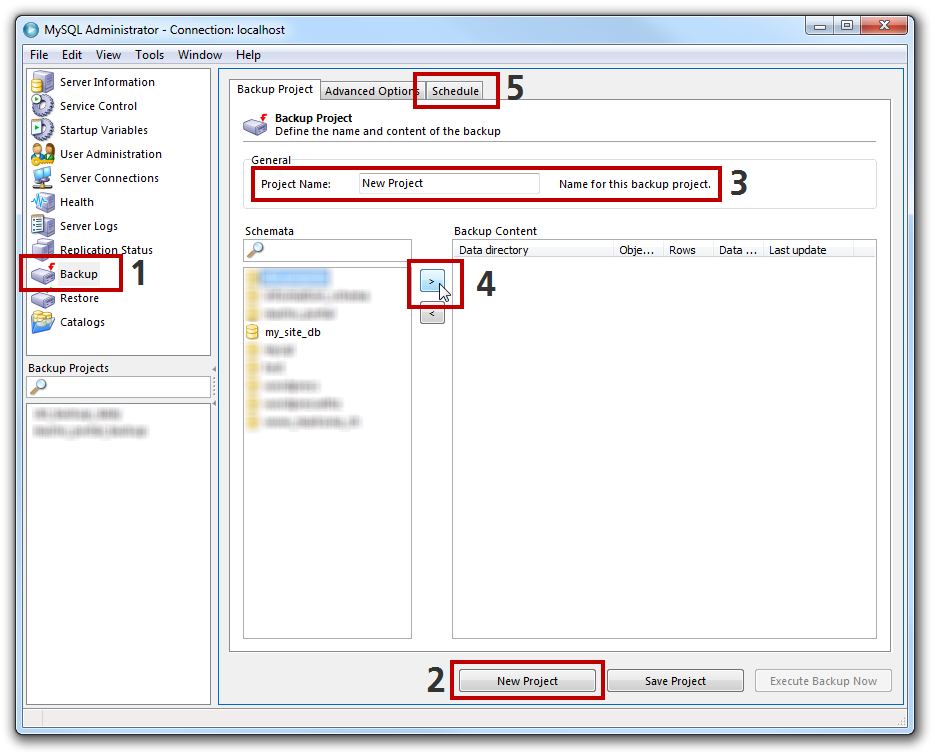 MySQL Administrator - Connection: localhost
File Edit View Tools Window Help
Server Information
Service Control
Startup Variables
User Administration
Server Connections
Health
Server Logs
Replication Status
Backup 1
Restore
Catalogs
Backup Projects
Backup Project Advanced Options Schedule 5
Backup Project
Define the name and content of the backup
General
Project Name: New Project Name for this backup project. 3
Schemata
my_site_db
> 4
<
Backup Content
Data directory Obje... Rows Data ... Last update
2 New Project Save Project Execute Backup Now